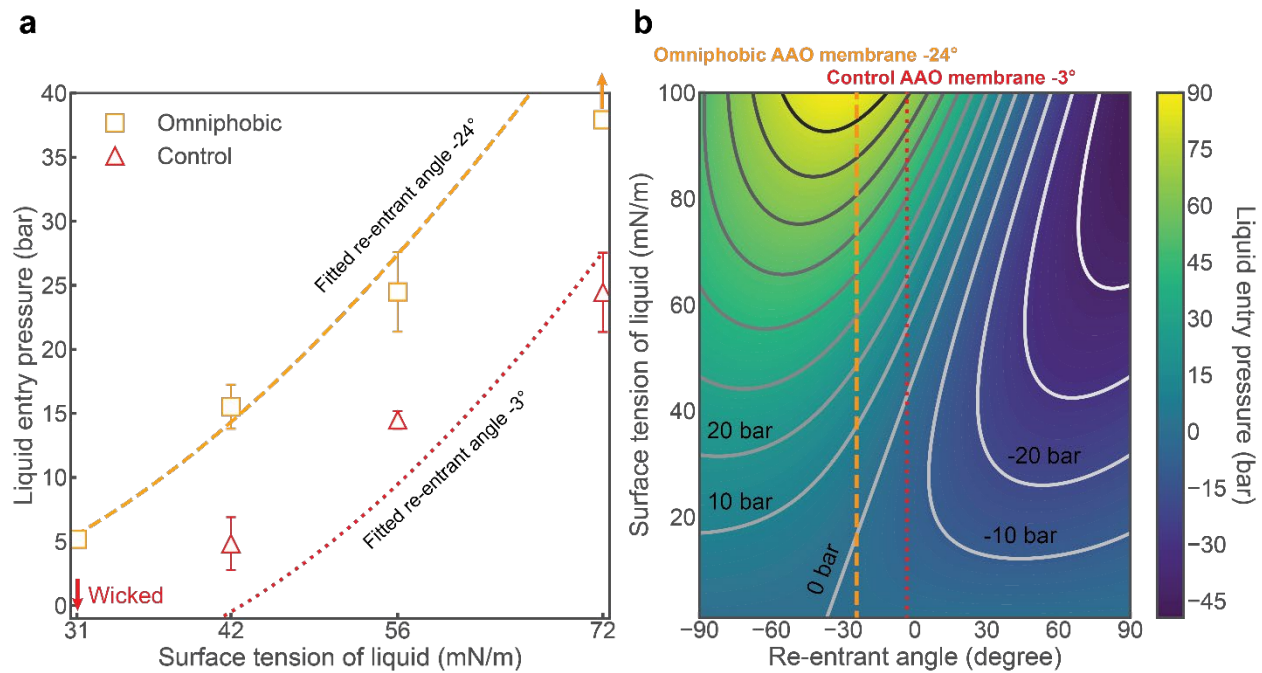 a
Omniphobic
Control
Fitted re-entrant angle -24°
Fitted re-entrant angle -3°
Wicked
40
35
30
25
20
15
10
5
0
31 42 56 72
Liquid entry pressure (bar)
Surface tension of liquid (mN/m)
b
Omniphobic AAO membrane -24°
Control AAO membrane -3°
100
80
60
40
20
20 bar
10 bar
0 bar
-10 bar
-20 bar
−90 −60 −30 0 30 60 90
Surface tension of liquid (mN/m)
Re-entrant angle (degree)
90
75
60
45
30
15
0
−15
−30
−45
Liquid entry pressure (bar)